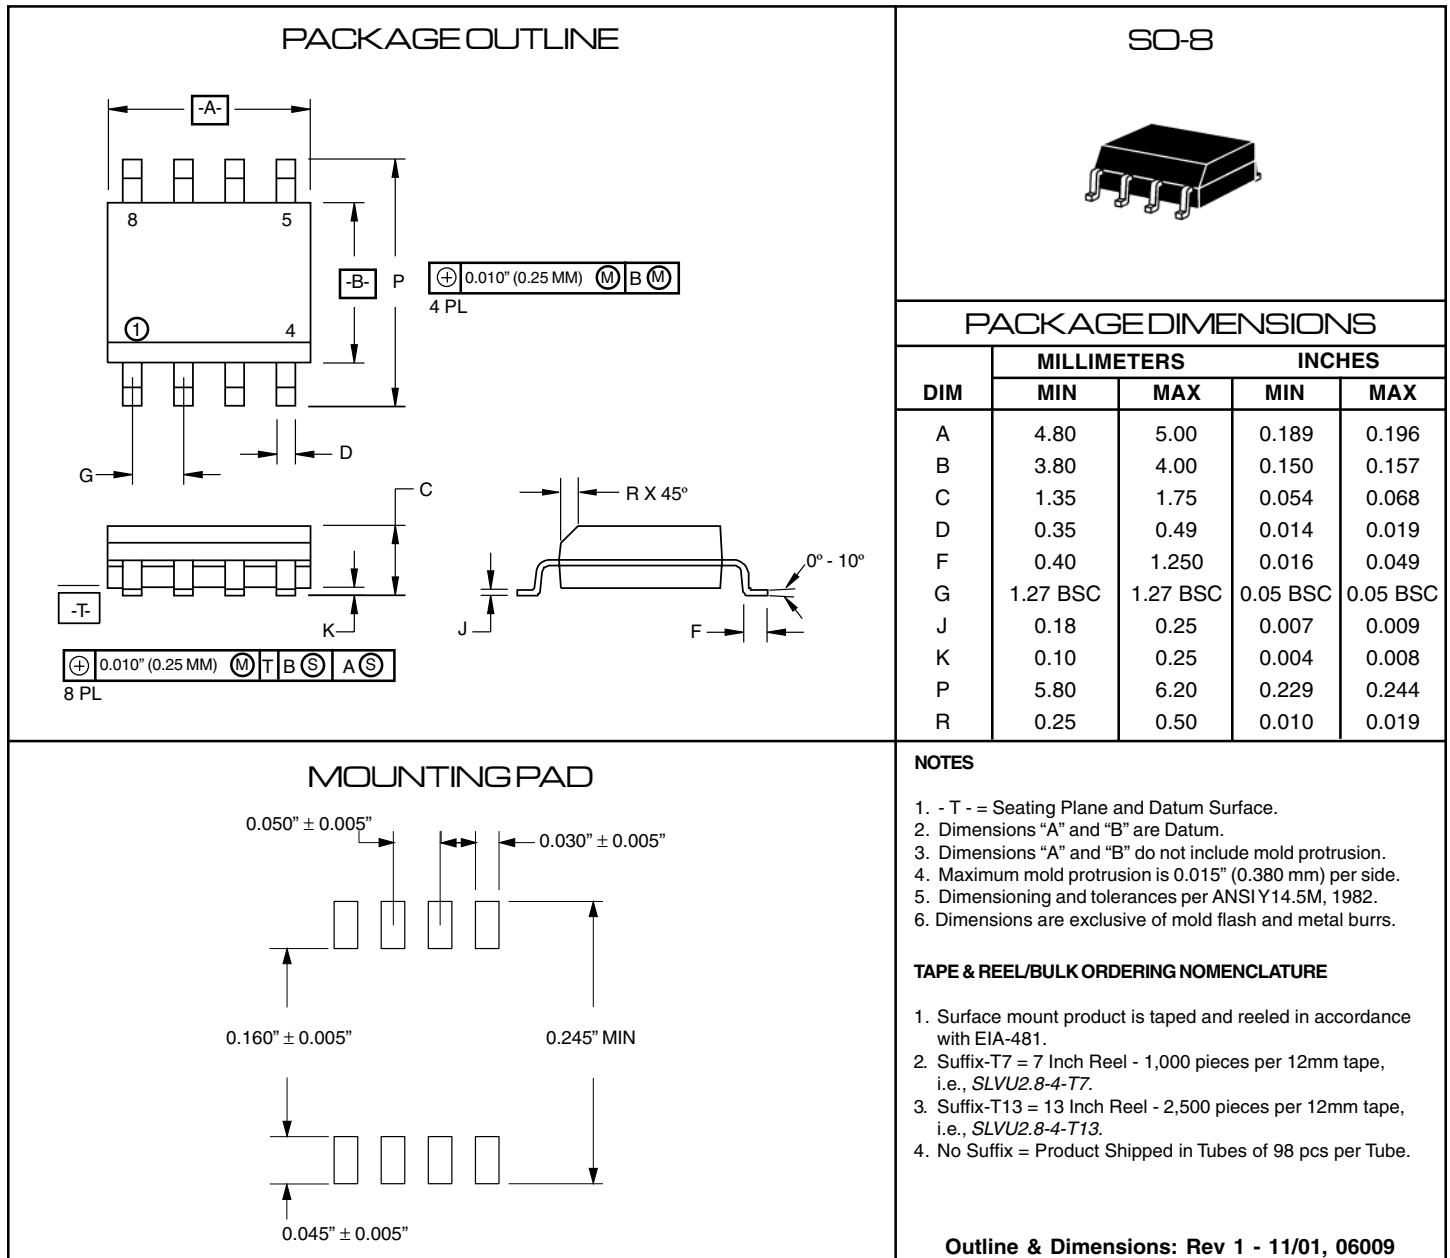 PACKAGE OUTLINE
-A-
8 5
-B- P
⊕ 0.010” (0.25 MM) Ⓜ B Ⓜ
4 PL
① 4
D
G
C
R X 45º
0º - 10º
-T-
K
J
F
⊕ 0.010” (0.25 MM) Ⓜ T B Ⓢ A Ⓢ
8 PL
SO-8
PACKAGE DIMENSIONS
MILLIMETERS INCHES
DIM MIN MAX MIN MAX
A 4.80 5.00 0.189 0.196
B 3.80 4.00 0.150 0.157
C 1.35 1.75 0.054 0.068
D 0.35 0.49 0.014 0.019
F 0.40 1.250 0.016 0.049
G 1.27 BSC 1.27 BSC 0.05 BSC 0.05 BSC
J 0.18 0.25 0.007 0.009
K 0.10 0.25 0.004 0.008
P 5.80 6.20 0.229 0.244
R 0.25 0.50 0.010 0.019
MOUNTING PAD
0.050” ± 0.005”
0.030” ± 0.005”
0.160” ± 0.005”
0.245” MIN
0.045” ± 0.005”
NOTES
1. - T - = Seating Plane and Datum Surface.
2. Dimensions “A” and “B” are Datum.
3. Dimensions “A” and “B” do not include mold protrusion.
4. Maximum mold protrusion is 0.015” (0.380 mm) per side.
5. Dimensioning and tolerances per ANSI Y14.5M, 1982.
6. Dimensions are exclusive of mold flash and metal burrs.
TAPE & REEL/BULK ORDERING NOMENCLATURE
1. Surface mount product is taped and reeled in accordance
with EIA-481.
2. Suffix-T7 = 7 Inch Reel - 1,000 pieces per 12mm tape,
i.e., SLVU2.8-4-T7.
3. Suffix-T13 = 13 Inch Reel - 2,500 pieces per 12mm tape,
i.e., SLVU2.8-4-T13.
4. No Suffix = Product Shipped in Tubes of 98 pcs per Tube.
Outline & Dimensions: Rev 1 - 11/01, 06009